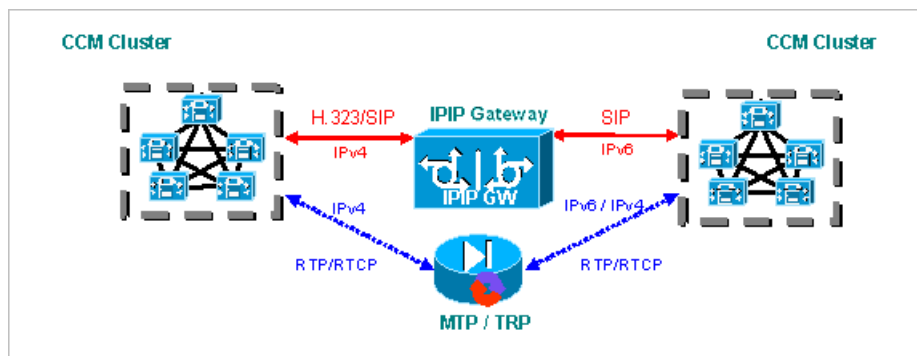 CCM Cluster
CCM Cluster
H.323/SIP
IPIP Gateway
SIP
IPv4
IPv6
IPIP GW
IPv4
IPv6 / IPv4
RTP/RTCP
RTP/RTCP
MTP / TRP